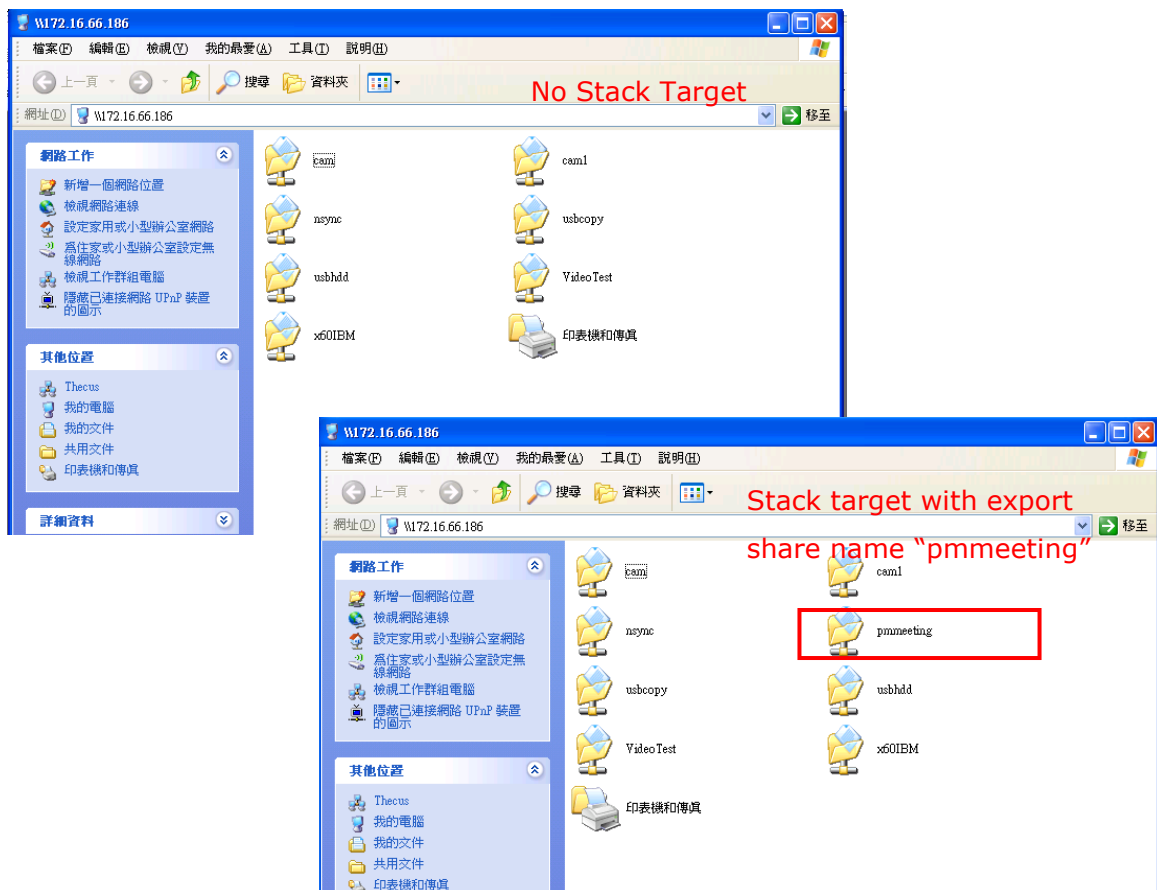 \\172.16.66.186
檔案(F) 編輯(E) 檢視(V) 我的最愛(A) 工具(T) 說明(H)
上一頁 搜尋 資料夾
No Stack Target
網址(D) \\172.16.66.186 移至
網路工作
新增一個網路位置
檢視網路連線
設定家用或小型辦公室網路
為住家或小型辦公室設定無
線網路
檢視工作群組電腦
隱藏已連接網路 UPnP 裝置
的圖示
其他位置
Thecus
我的電腦
我的文件
共用文件
印表機和傳真
詳細資料
cam cam1
nsync usbcopy
usbhdd VideoTest
x60IBM 印表機和傳真
\\172.16.66.186
檔案(F) 編輯(E) 檢視(V) 我的最愛(A) 工具(T) 說明(H)
上一頁 搜尋 資料夾
Stack target with export
share name “pmmeeting”
網址(D) \\172.16.66.186 移至
網路工作
新增一個網路位置
檢視網路連線
設定家用或小型辦公室網路
為住家或小型辦公室設定無
線網路
檢視工作群組電腦
隱藏已連接網路 UPnP 裝置
的圖示
其他位置
Thecus
我的電腦
我的文件
共用文件
印表機和傳真
cam cam1
nsync pmmeeting
usbcopy usbhdd
VideoTest x60IBM
印表機和傳真